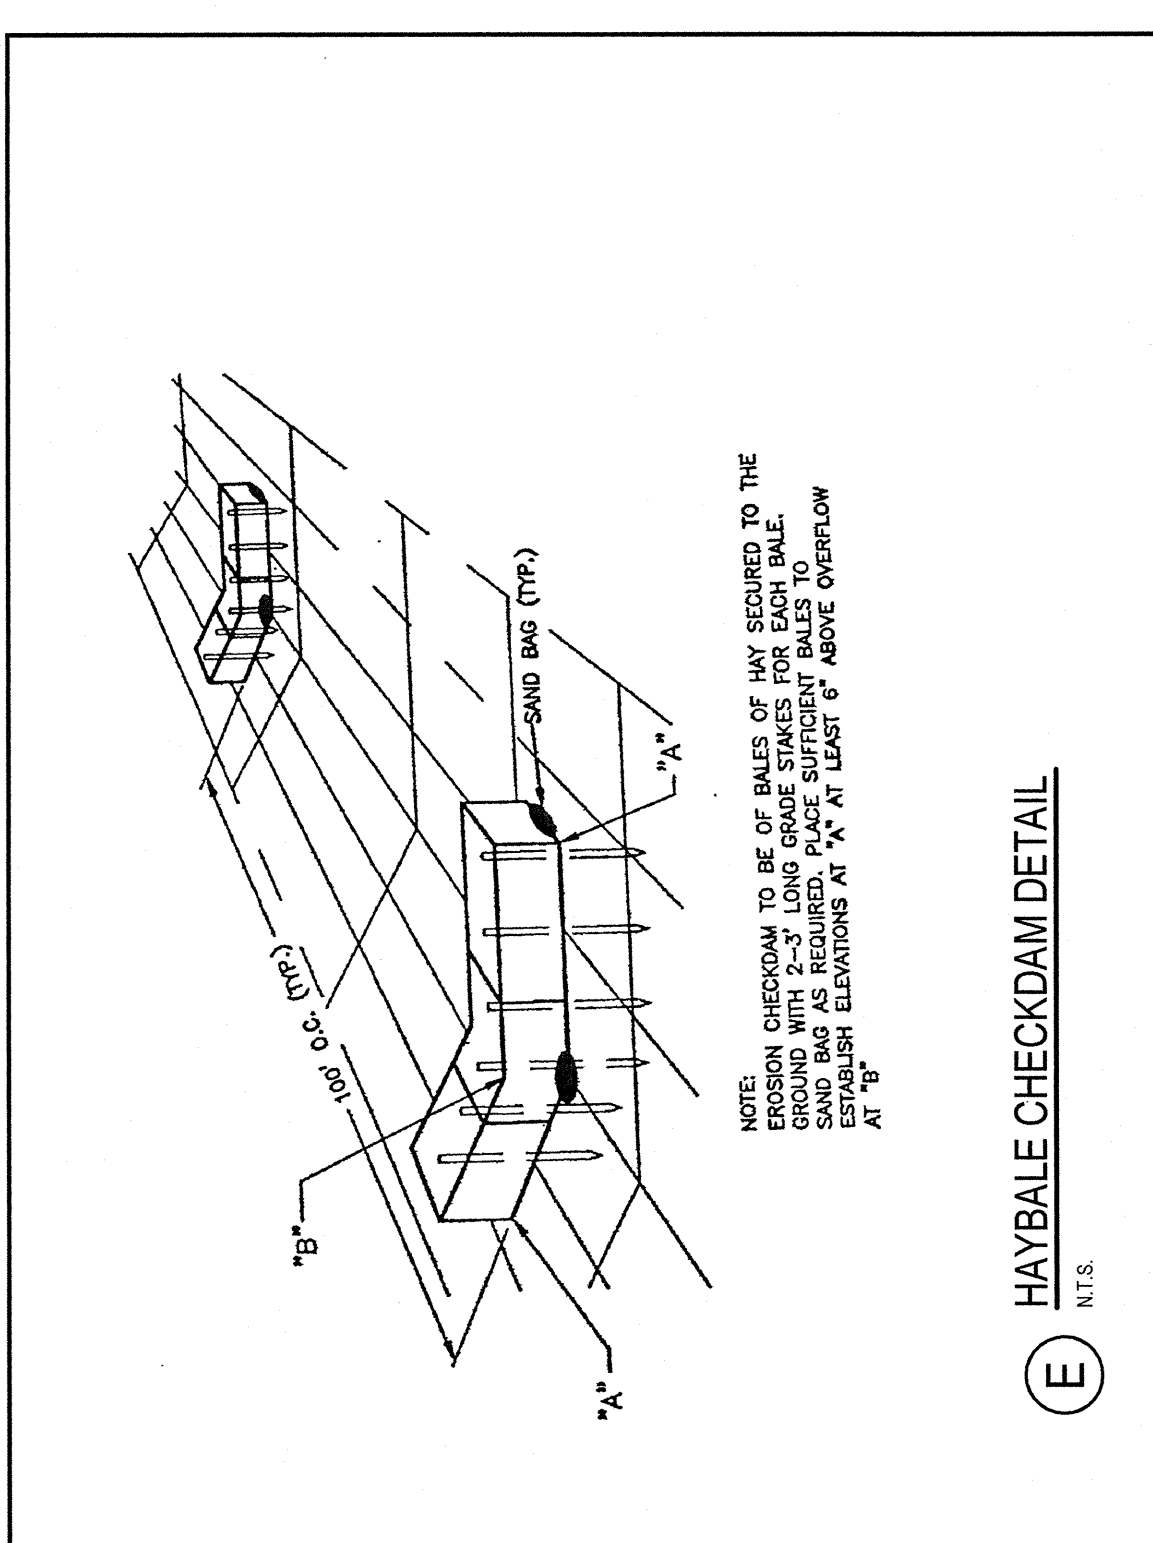 100' O.C. (TYP.)
SAND BAG (TYP.)
"B"
"A"
"A"
NOTE:
EROSION CHECKDAM TO BE OF BALES OF HAY SECURED TO THE
GROUND WITH 2-3' LONG GRADE STAKES FOR EACH BALE.
SAND BAG AS REQUIRED. PLACE SUFFICIENT BALES TO
ESTABLISH ELEVATIONS AT "A" AT LEAST 6" ABOVE OVERFLOW
AT "B"
E
HAYBALE CHECKDAM DETAIL
N.T.S.